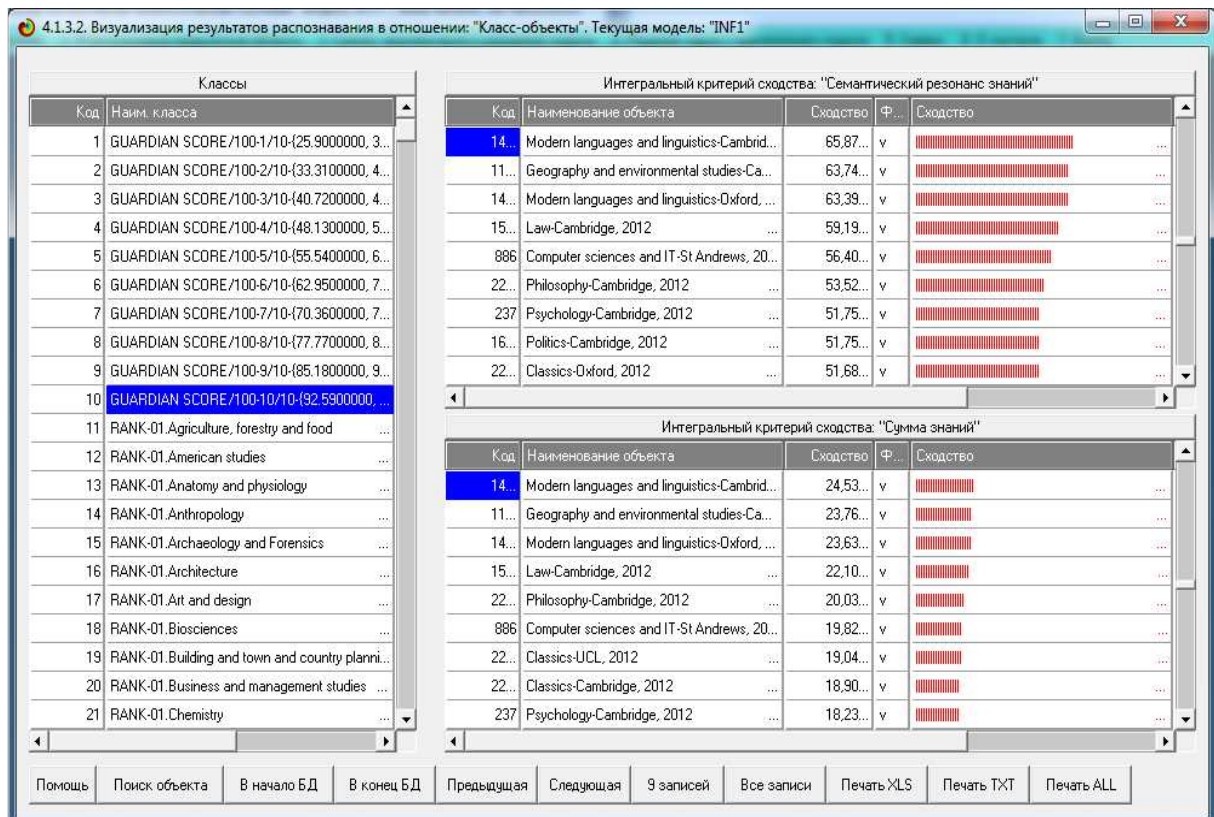 4.1.3.2. Визуализация результатов распознавания в отношении: "Класс-объекты". Текущая модель: "INF1"
Классы
Код Наим. класса
1 GUARDIAN SCORE/100-1/10-{25.9000000, 3...
2 GUARDIAN SCORE/100-2/10-{33.3100000, 4...
3 GUARDIAN SCORE/100-3/10-{40.7200000, 4...
4 GUARDIAN SCORE/100-4/10-{48.1300000, 5...
5 GUARDIAN SCORE/100-5/10-{55.5400000, 6...
6 GUARDIAN SCORE/100-6/10-{62.9500000, 7...
7 GUARDIAN SCORE/100-7/10-{70.3600000, 7...
8 GUARDIAN SCORE/100-8/10-{77.7700000, 8...
9 GUARDIAN SCORE/100-9/10-{85.1800000, 9...
10 GUARDIAN SCORE/100-10/10-{92.5900000, ...
11 RANK-01.Agriculture, forestry and food ...
12 RANK-01.American studies ...
13 RANK-01.Anatomy and physiology ...
14 RANK-01.Anthropology ...
15 RANK-01.Archaeology and Forensics ...
16 RANK-01.Architecture ...
17 RANK-01.Art and design ...
18 RANK-01.Biosciences ...
19 RANK-01.Building and town and country planni...
20 RANK-01.Business and management studies ...
21 RANK-01.Chemistry ...
Интегральный критерий сходства: "Семантический резонанс знаний"
Код Наименование объекта Сходство Ф... Сходство
14... Modern languages and linguistics-Cambrid... 65,87... v ...
11... Geography and environmental studies-Ca... 63,74... v ...
14... Modern languages and linguistics-Oxford, ... 63,39... v ...
15... Law-Cambridge, 2012 ... 59,19... v ...
886 Computer sciences and IT-St Andrews, 20... 56,40... v ...
22... Philosophy-Cambridge, 2012 ... 53,52... v ...
237 Psychology-Cambridge, 2012 ... 51,75... v ...
16... Politics-Cambridge, 2012 ... 51,75... v ...
22... Classics-Oxford, 2012 ... 51,68... v ...
Интегральный критерий сходства: "Сумма знаний"
Код Наименование объекта Сходство Ф... Сходство
14... Modern languages and linguistics-Cambrid... 24,53... v ...
11... Geography and environmental studies-Ca... 23,76... v ...
14... Modern languages and linguistics-Oxford, ... 23,63... v ...
15... Law-Cambridge, 2012 ... 22,10... v ...
22... Philosophy-Cambridge, 2012 ... 20,03... v ...
886 Computer sciences and IT-St Andrews, 20... 19,82... v ...
22... Classics-UCL, 2012 ... 19,04... v ...
22... Classics-Cambridge, 2012 ... 18,90... v ...
237 Psychology-Cambridge, 2012 ... 18,23... v ...
Помощь Поиск объекта В начало БД В конец БД Предыдущая Следующая 9 записей Все записи Печать XLS Печать TXT Печать ALL